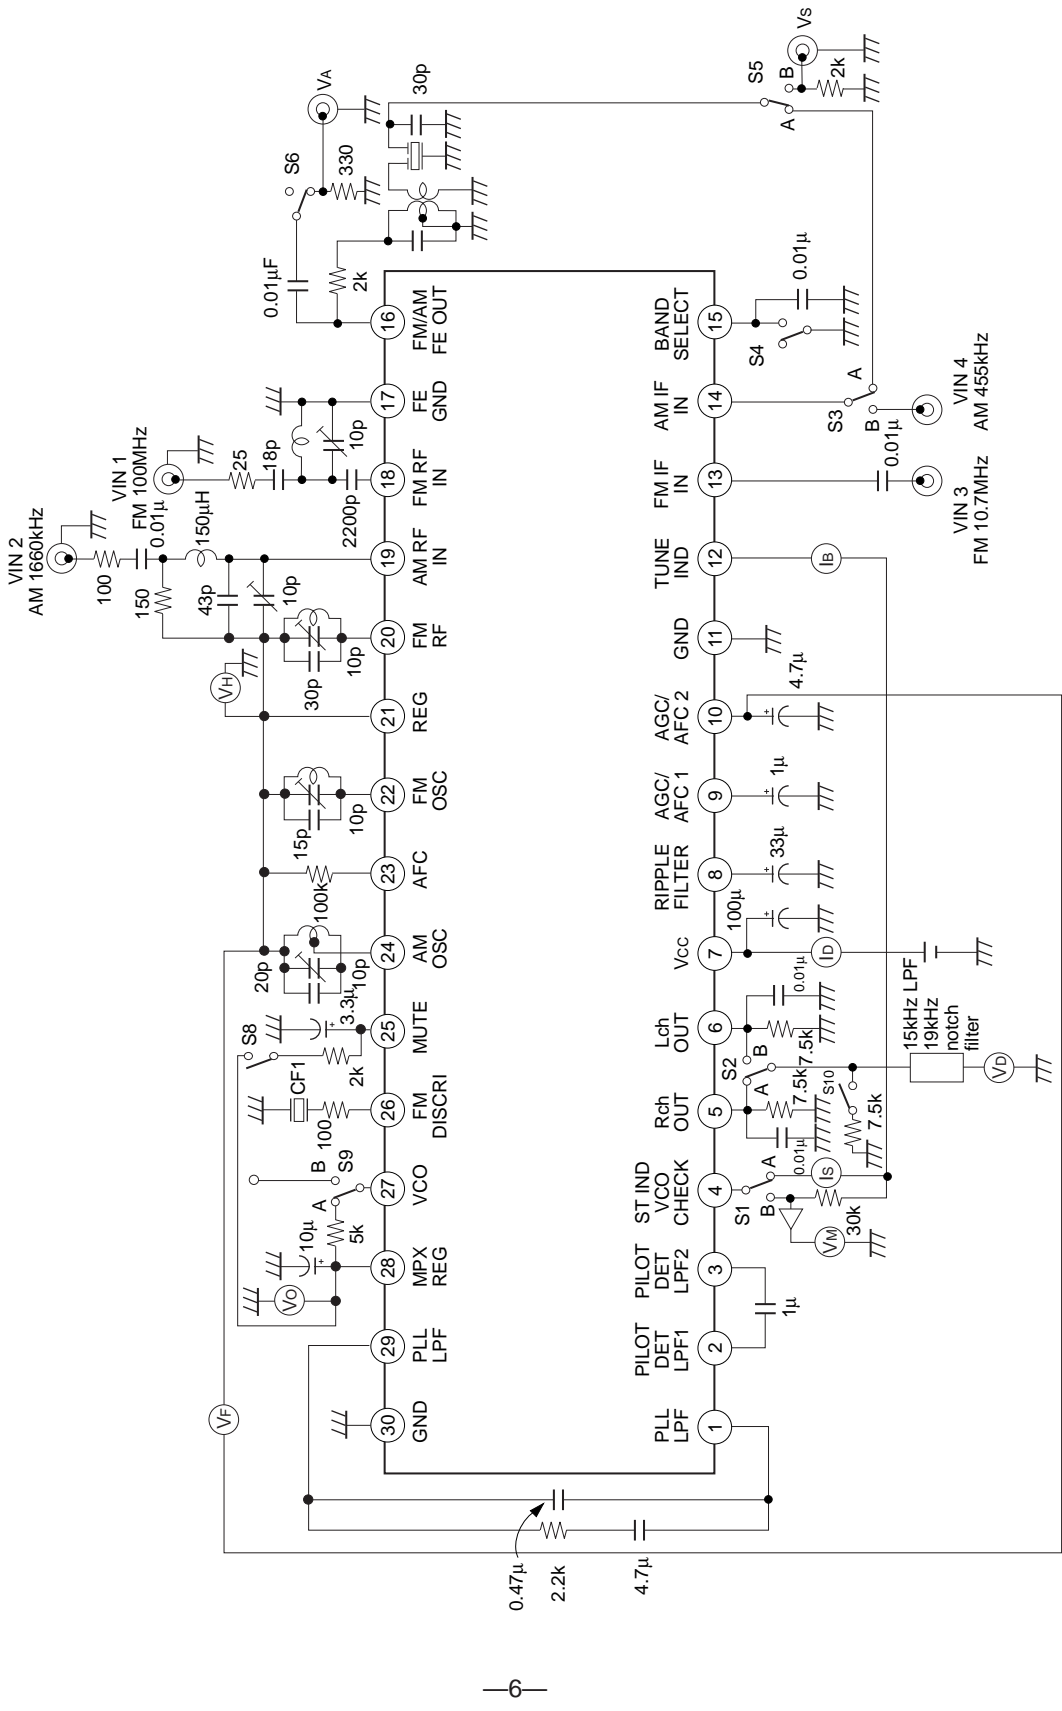 VIN 2
AM 1660kHz
VIN 1
FM 100MHz
100
0.01µ
150
150µH
43p
10p
25
18p
10p
2200p
0.01µF
S6
VA
330
2k
30p
S5
A
B
VS
2k
VH
30p
10p
15p
10p
100k
20p
10p
3.3µ
S8
2k
CF1
100
B
S9
A
5k
10µ
VO
VF
30
GND
29
PLL
LPF
28
MPX
REG
27
VCO
26
FM
DISCRI
25
MUTE
24
AM
OSC
23
AFC
22
FM
OSC
21
REG
20
FM
RF
19
AM RF
IN
18
FM RF
IN
17
FE
GND
16
FM/AM
FE OUT
PLL
LPF
1
PILOT
DET
LPF1
2
PILOT
DET
LPF2
3
ST IND
VCO
CHECK
4
Rch
OUT
5
Lch
OUT
6
VCC
7
RIPPLE
FILTER
8
AGC/
AFC 1
9
AGC/
AFC 2
10
GND
11
TUNE
IND
12
FM IF
IN
13
AM IF
IN
14
BAND
SELECT
15
0.47µ
2.2k
4.7µ
1µ
S1
A
B
IS
30k
VM
0.01µ
7.5k
S2
A
B
7.5k
0.01µ
S10
7.5k
15kHz LPF
19kHz
notch
filter
VD
100µ
ID
33µ
1µ
4.7µ
IB
S3
A
B
0.01µ
VIN 3
FM 10.7MHz
VIN 4
AM 455kHz
S4
0.01µ
—6—